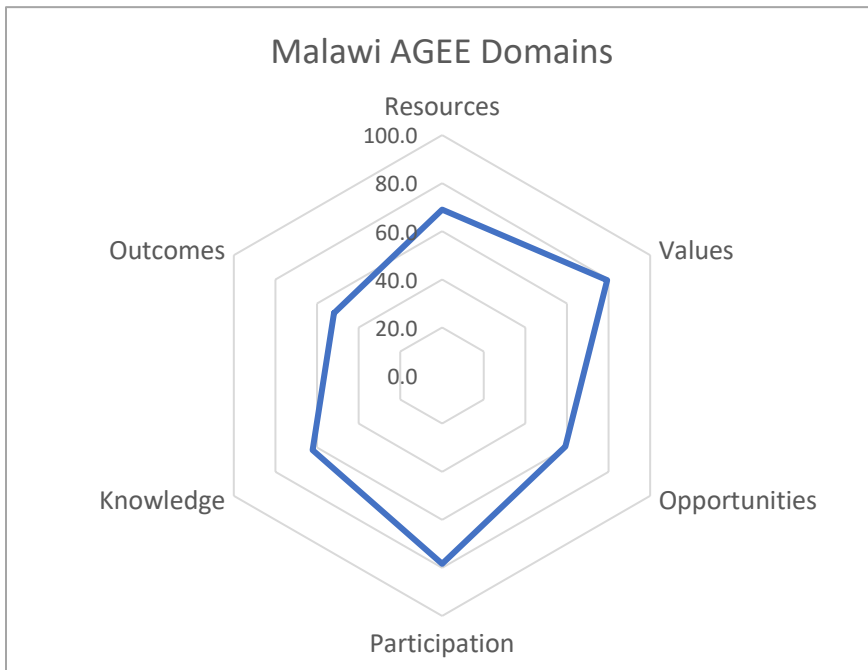 Malawi AGEE Domains
Resources
100.0
80.0
Outcomes
Values
60.0
40.0
20.0
0.0
Knowledge
Opportunities
Participation